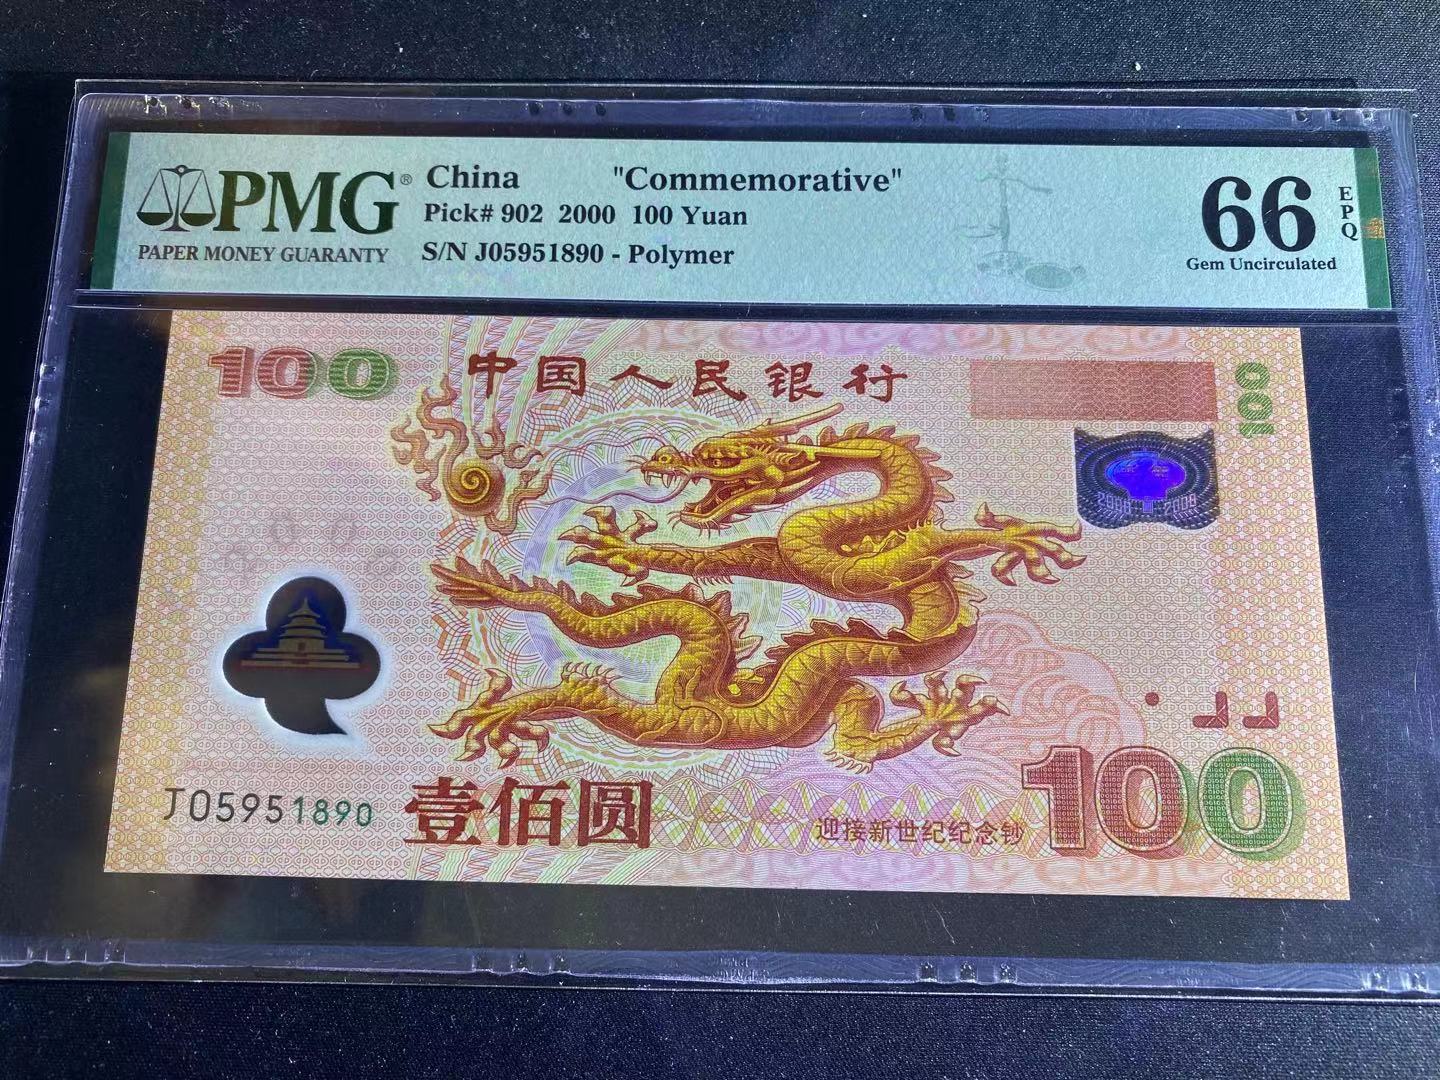 PMG® China "Commemorative"
Pick# 902 2000 100 Yuan
PAPER MONEY GUARANTY S/N J05951890 - Polymer
66 EPQ
Gem Uncirculated
100 中国人民银行 100
2000 2000
J05951890 壹佰圆 迎接新世纪纪念钞 100